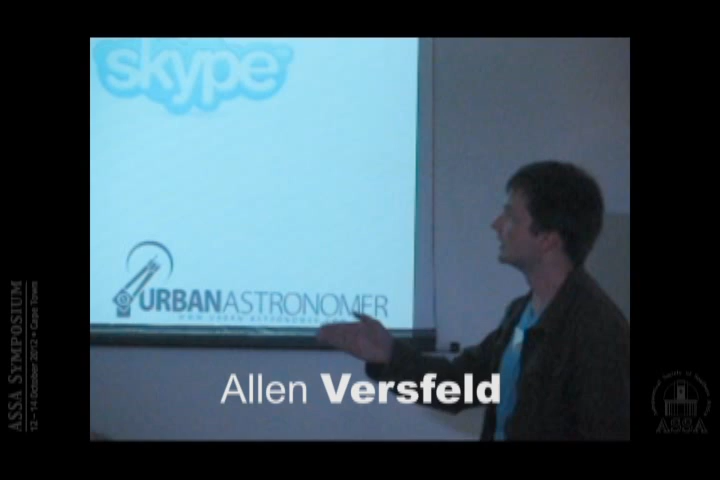 skype
URBANASTRONOMER
Allen Versfeld
ASSA SYMPOSIUM
12 – 14 October 2012 • Cape Town
ASSA